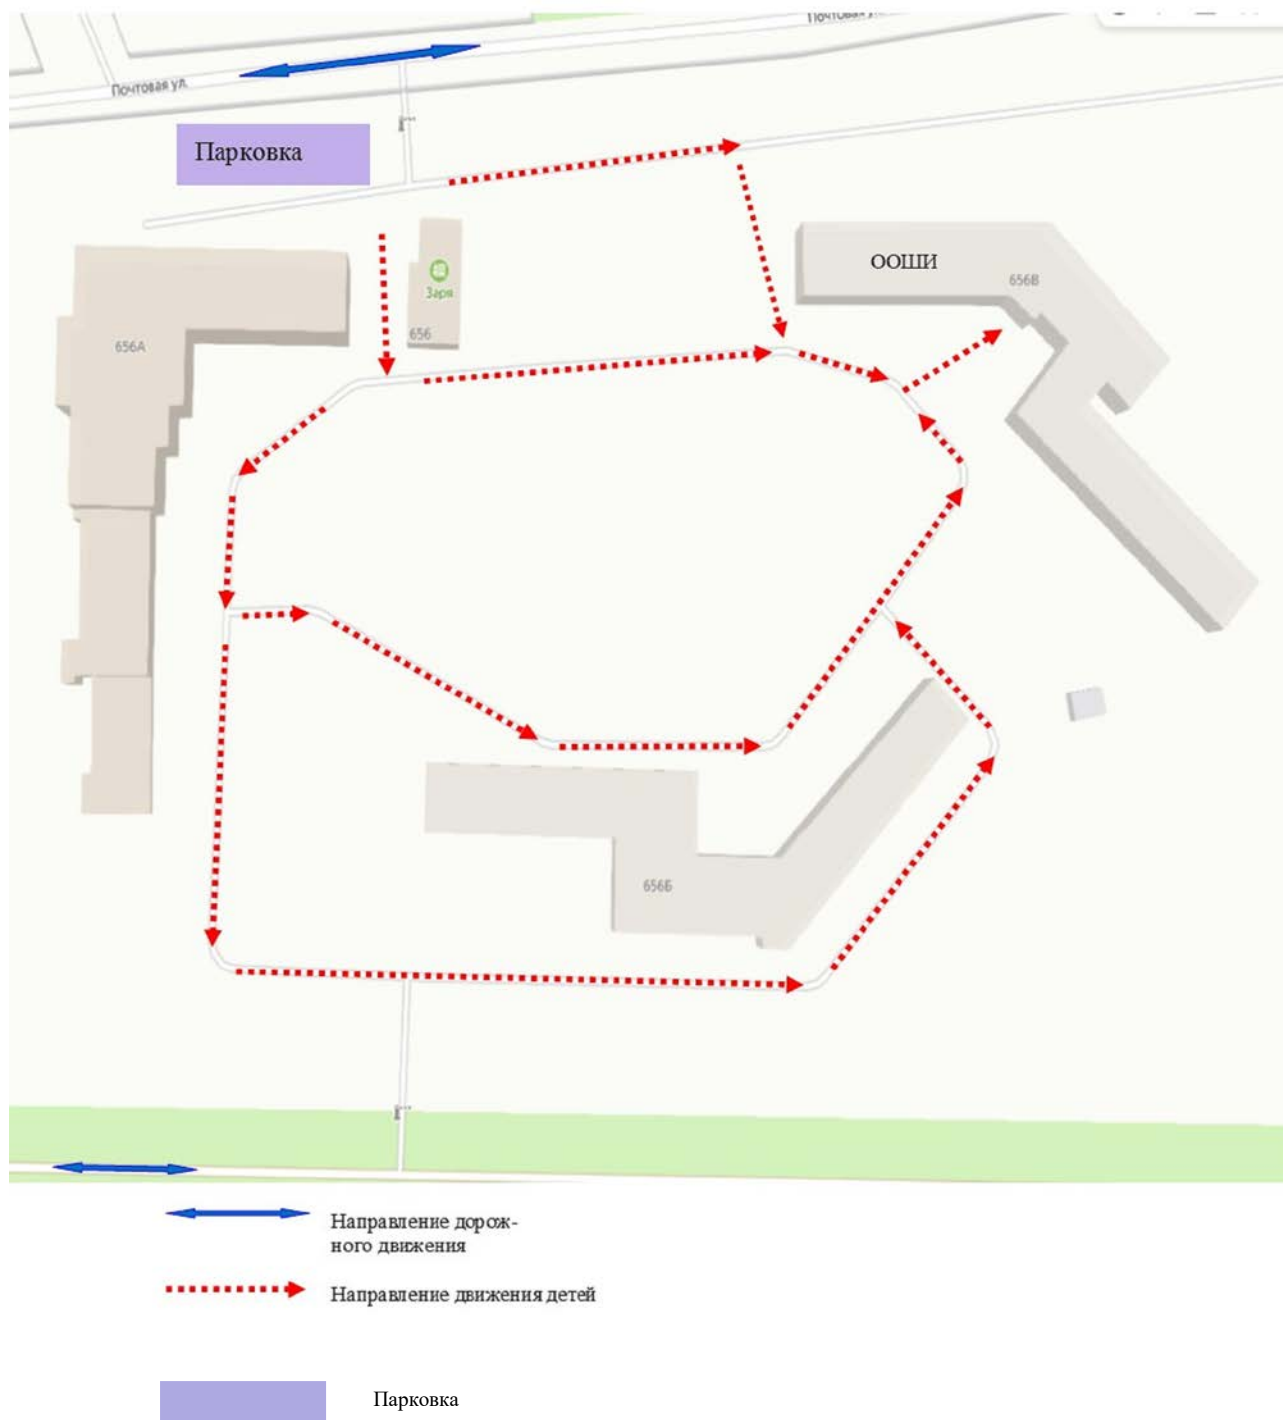 Почтовая ул.
Почтовая ул.
Парковка
ООШИ
656В
Заря
656
656А
656Б
Направление дорож-
ного движения
Направление движения детей
Парковка